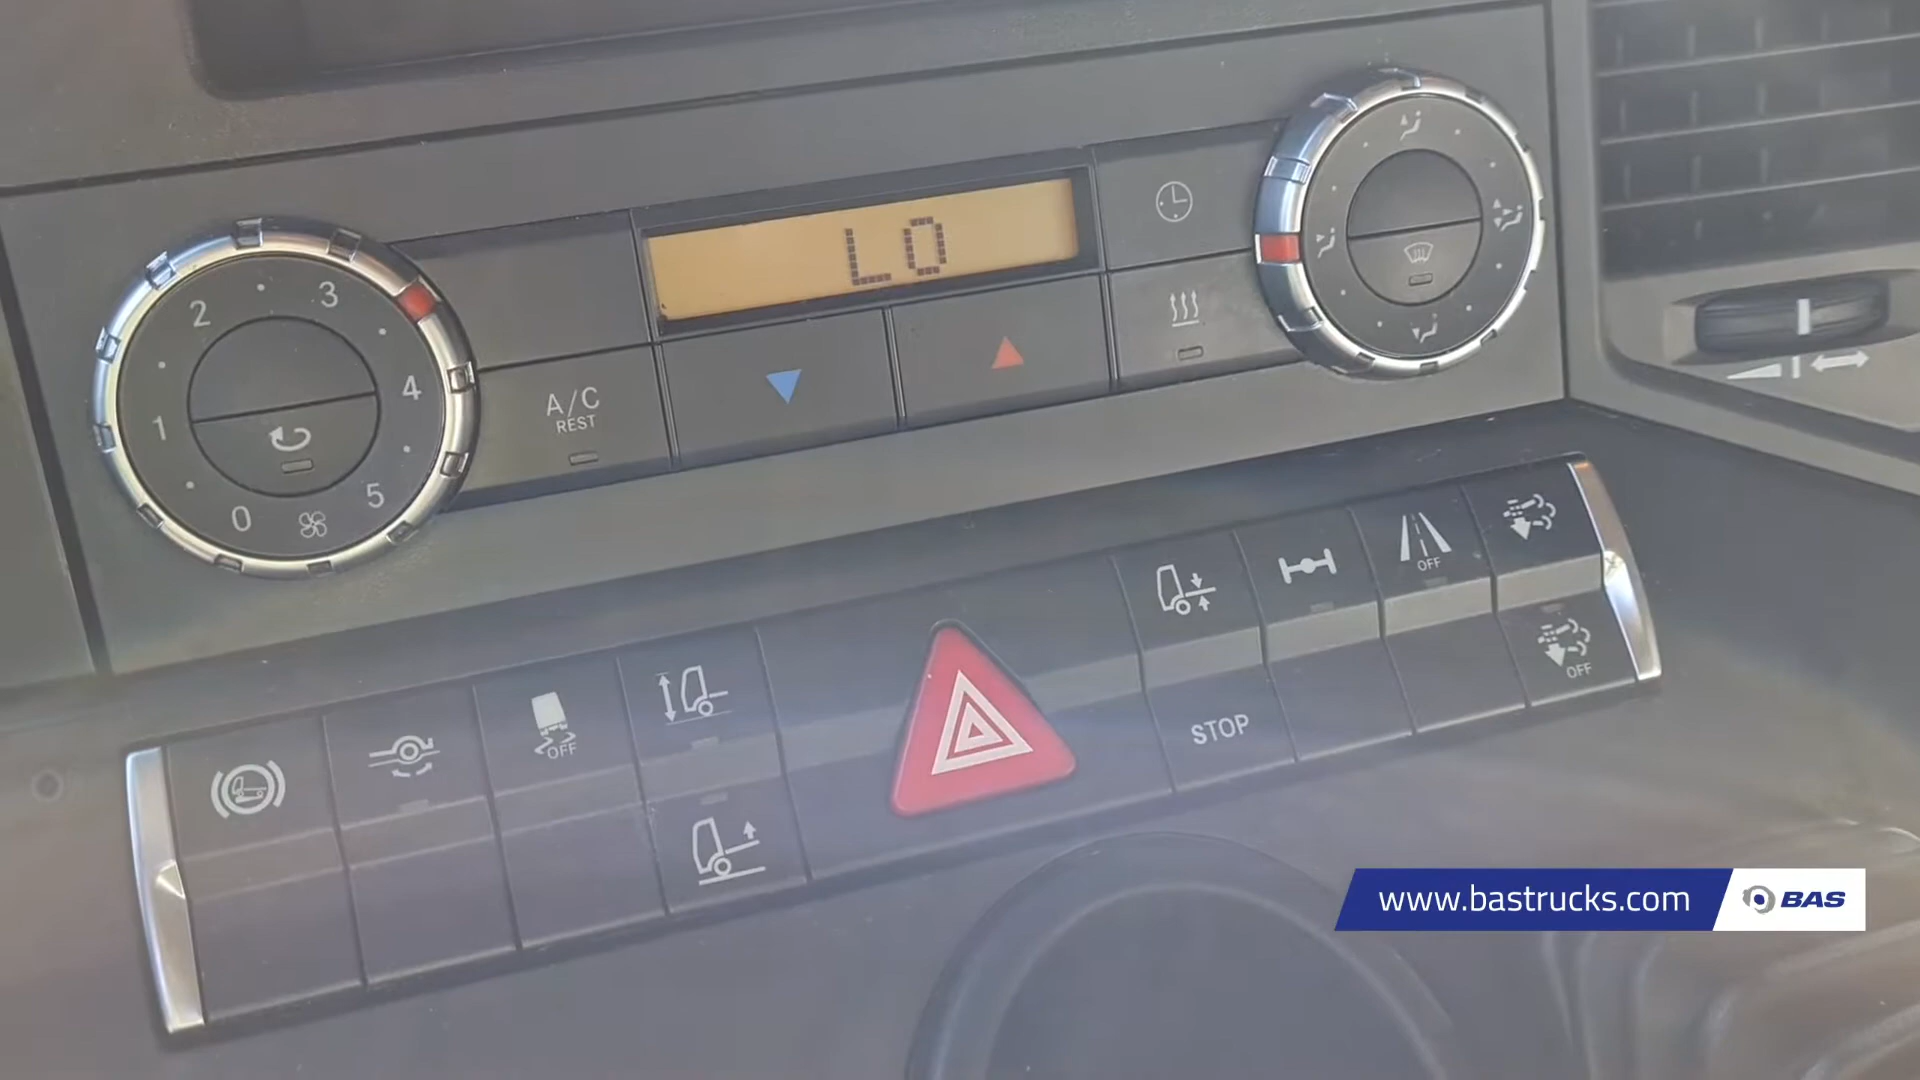 LO
2
3
1
4
0
5
A/C
REST
OFF
OFF
OFF
STOP
www.bastrucks.com
BAS